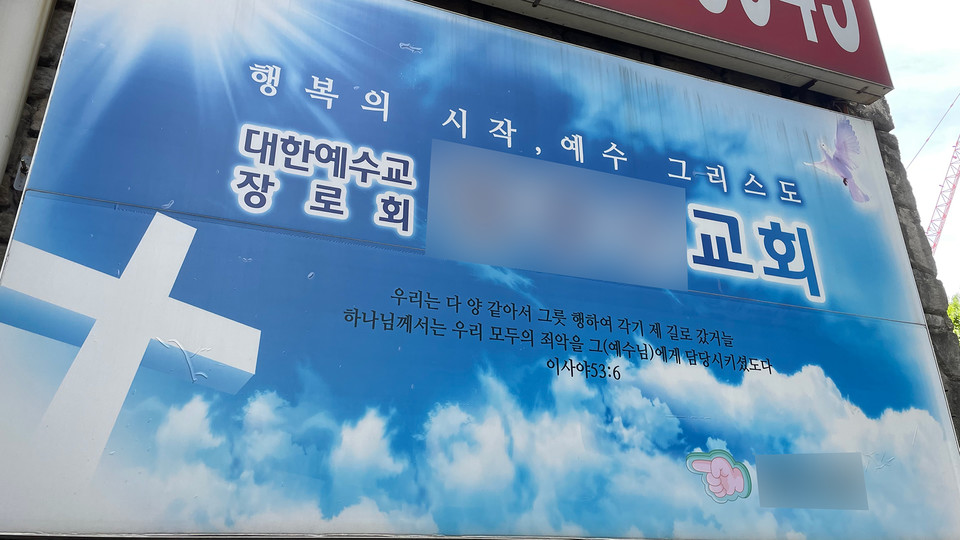 행복의 시작, 예수 그리스도
대한예수교
장로회
교회
우리는 다 양 같아서 그릇 행하여 각기 제 길로 갔거늘
하나님께서는 우리 모두의 죄악을 그(예수님)에게 담당시키셨도다
이사야53:6